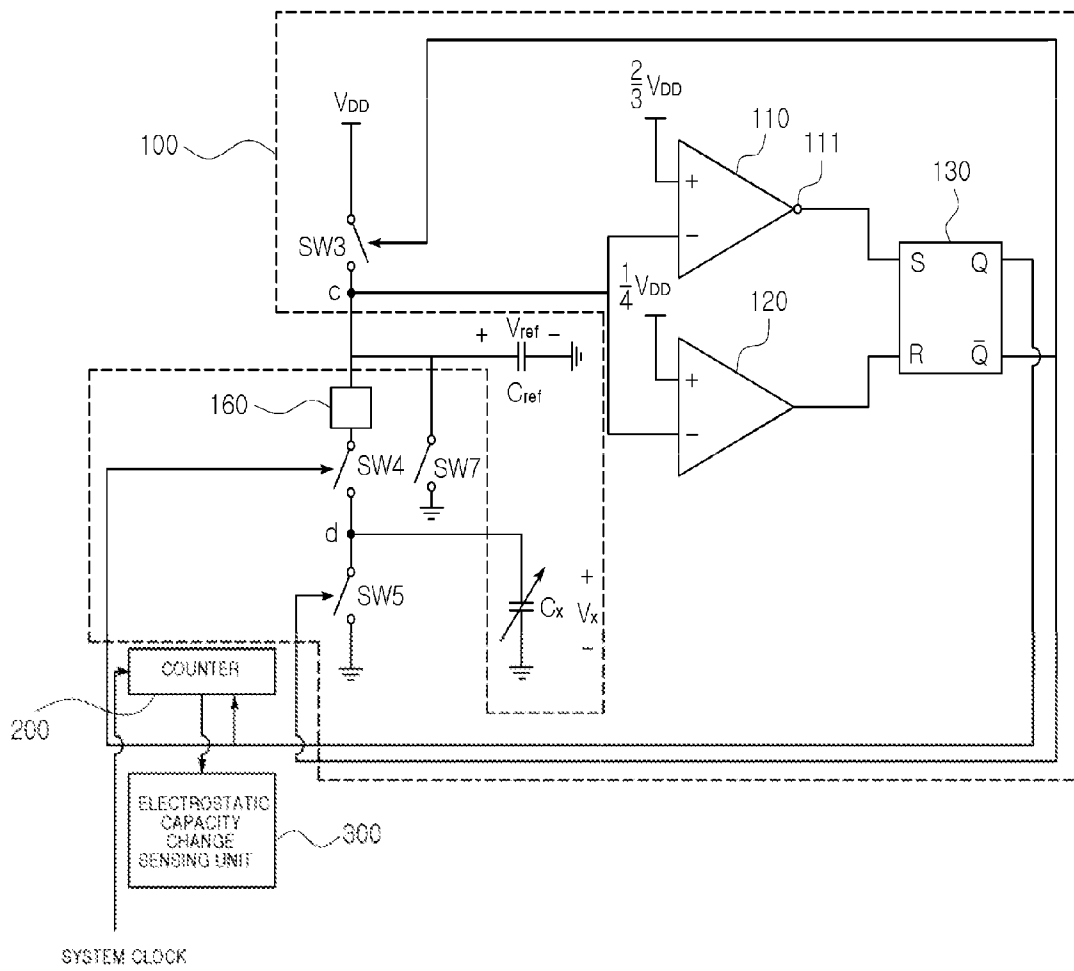 2/3 VDD
VDD
110
111
100
130
SW3
+
S Q
-
c
1/4 VDD
120
+ Vref -
+
R Q̄
Cref
160
-
SW4
SW7
d
+
SW5
Cx
Vx
-
COUNTER
200
ELECTROSTATIC
CAPACITY
CHANGE
SENSING UNIT
300
SYSTEM CLOCK